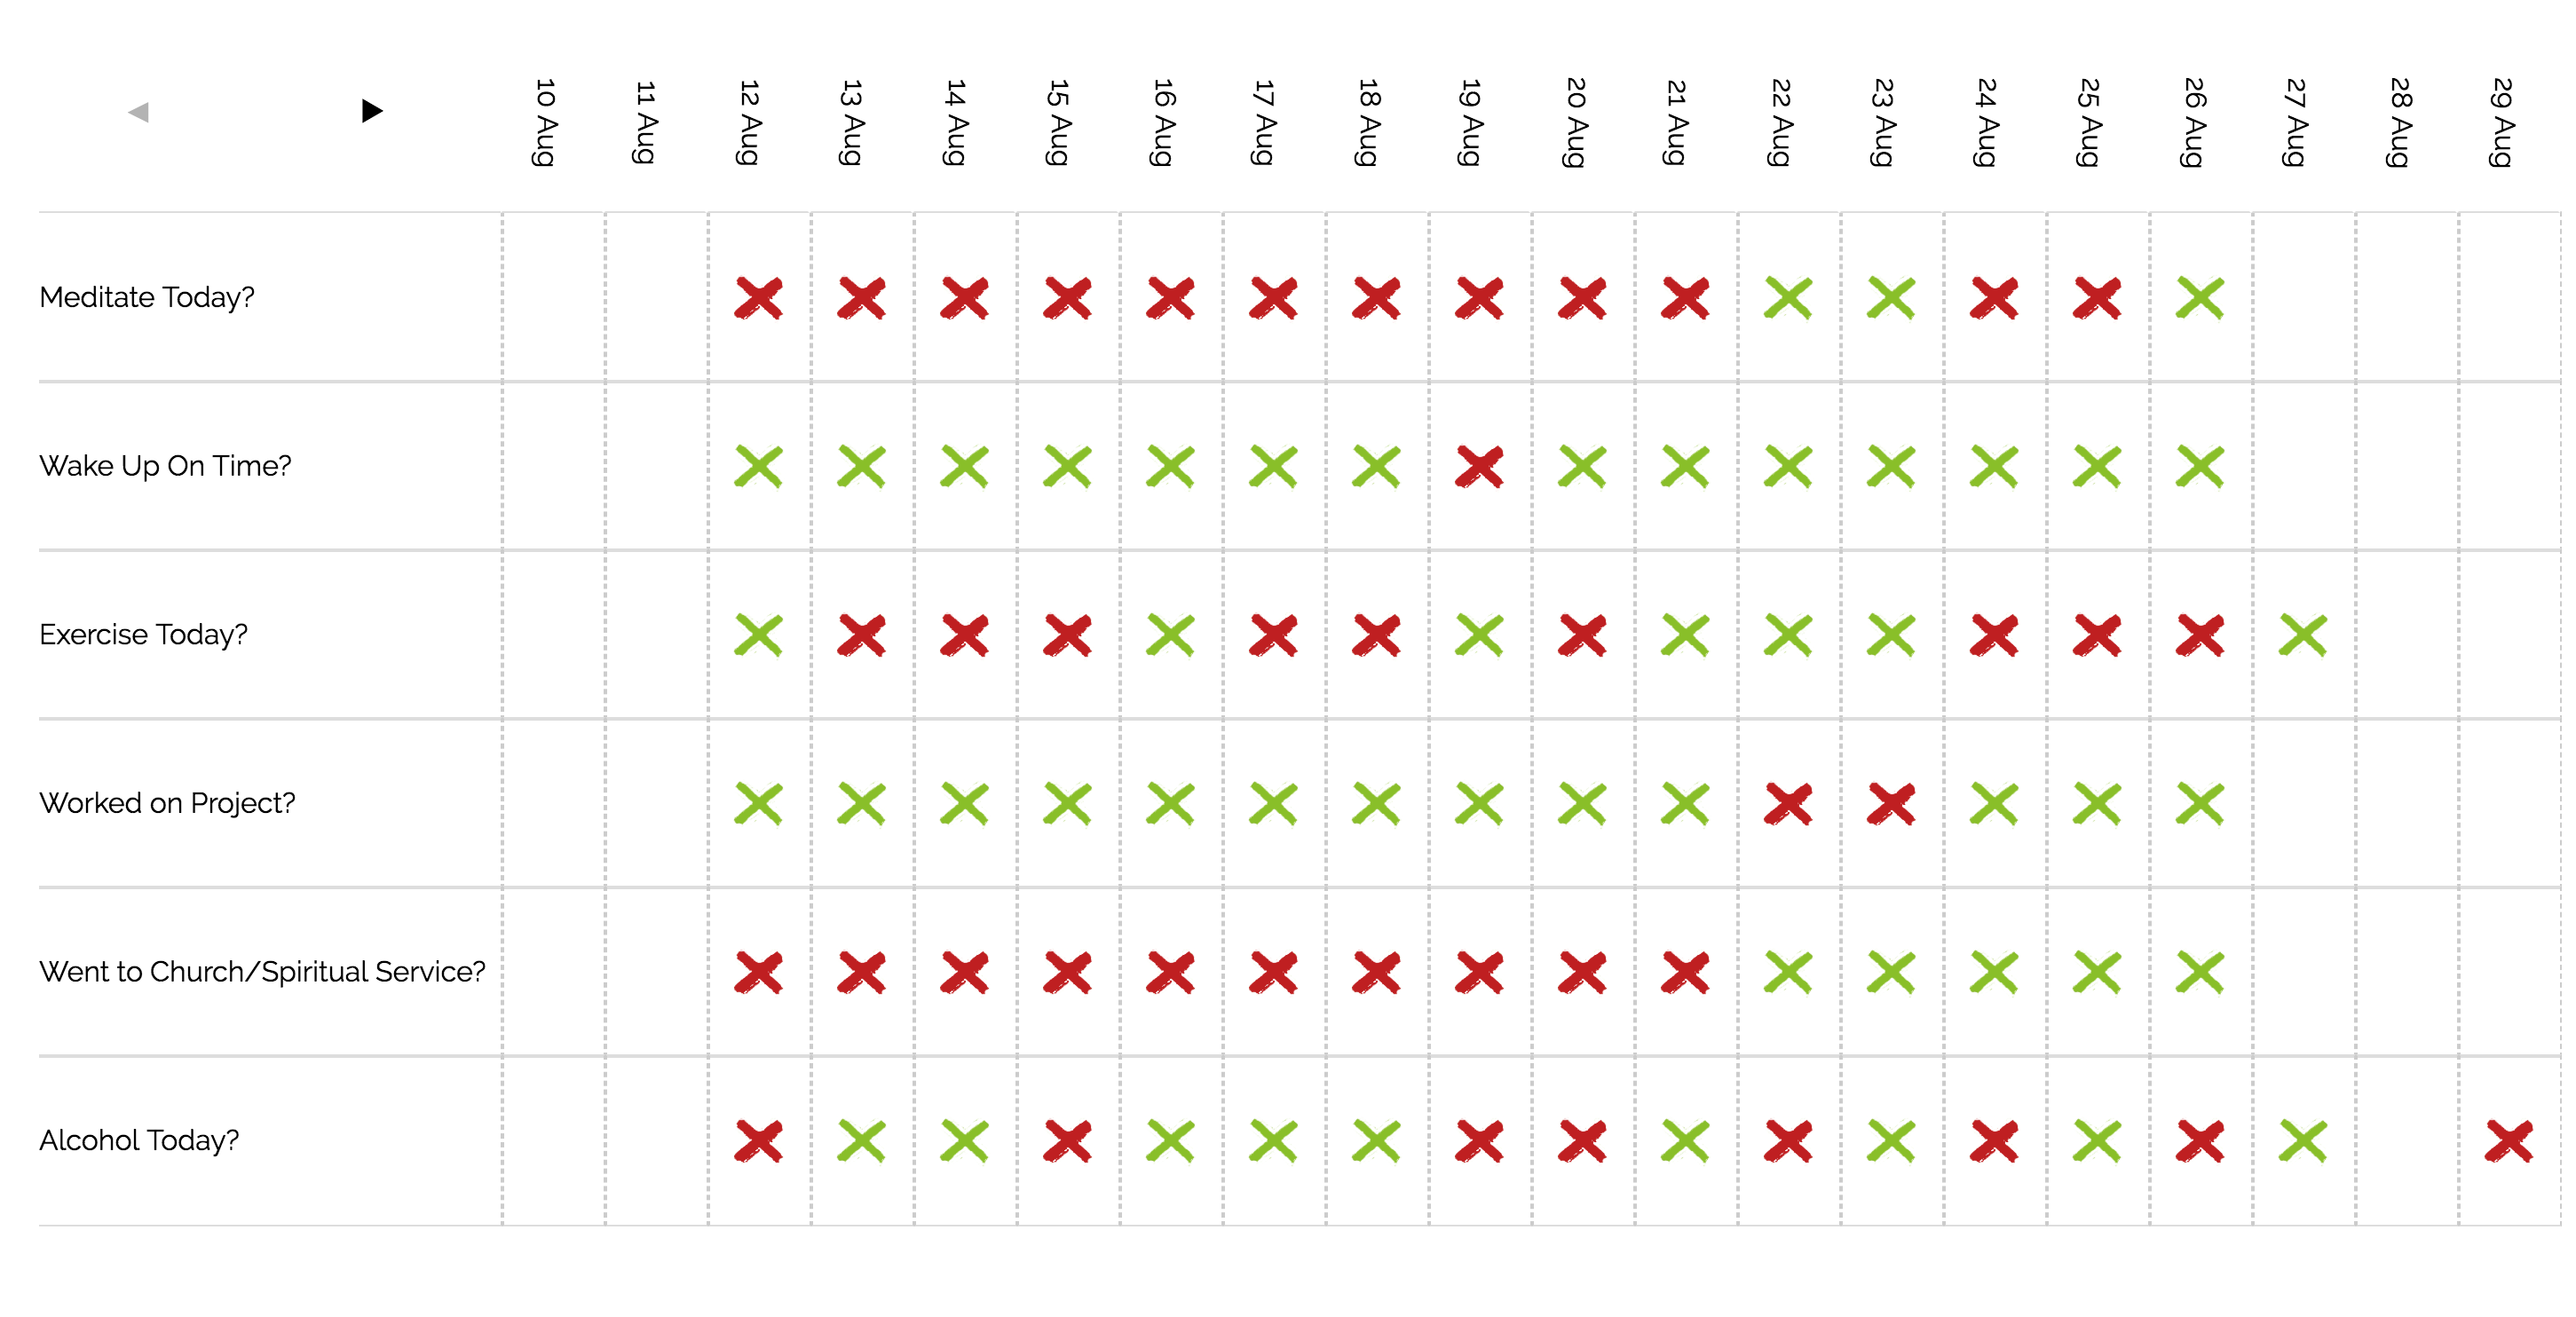 10 Aug
11 Aug
12 Aug
13 Aug
14 Aug
15 Aug
16 Aug
17 Aug
18 Aug
19 Aug
20 Aug
21 Aug
22 Aug
23 Aug
24 Aug
25 Aug
26 Aug
27 Aug
28 Aug
29 Aug
Meditate Today?
Wake Up On Time?
Exercise Today?
Worked on Project?
Went to Church/Spiritual Service?
Alcohol Today?